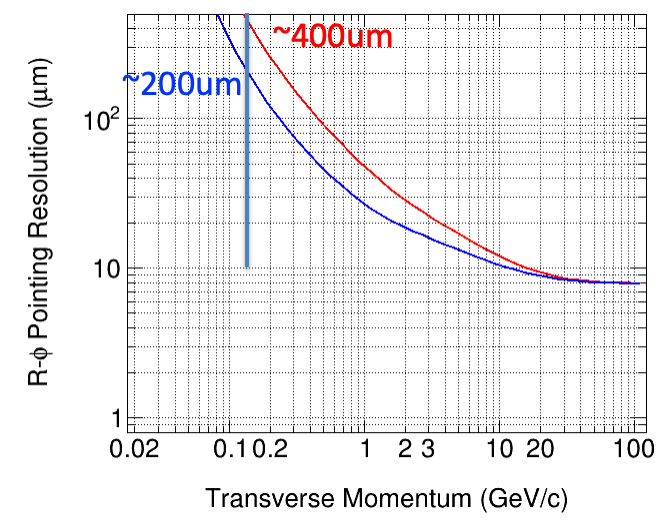 ~400um
~200um
R-ϕ Pointing Resolution (μm)
10²
10
1
0.02 0.1 0.2 1 2 3 10 20 100
Transverse Momentum (GeV/c)